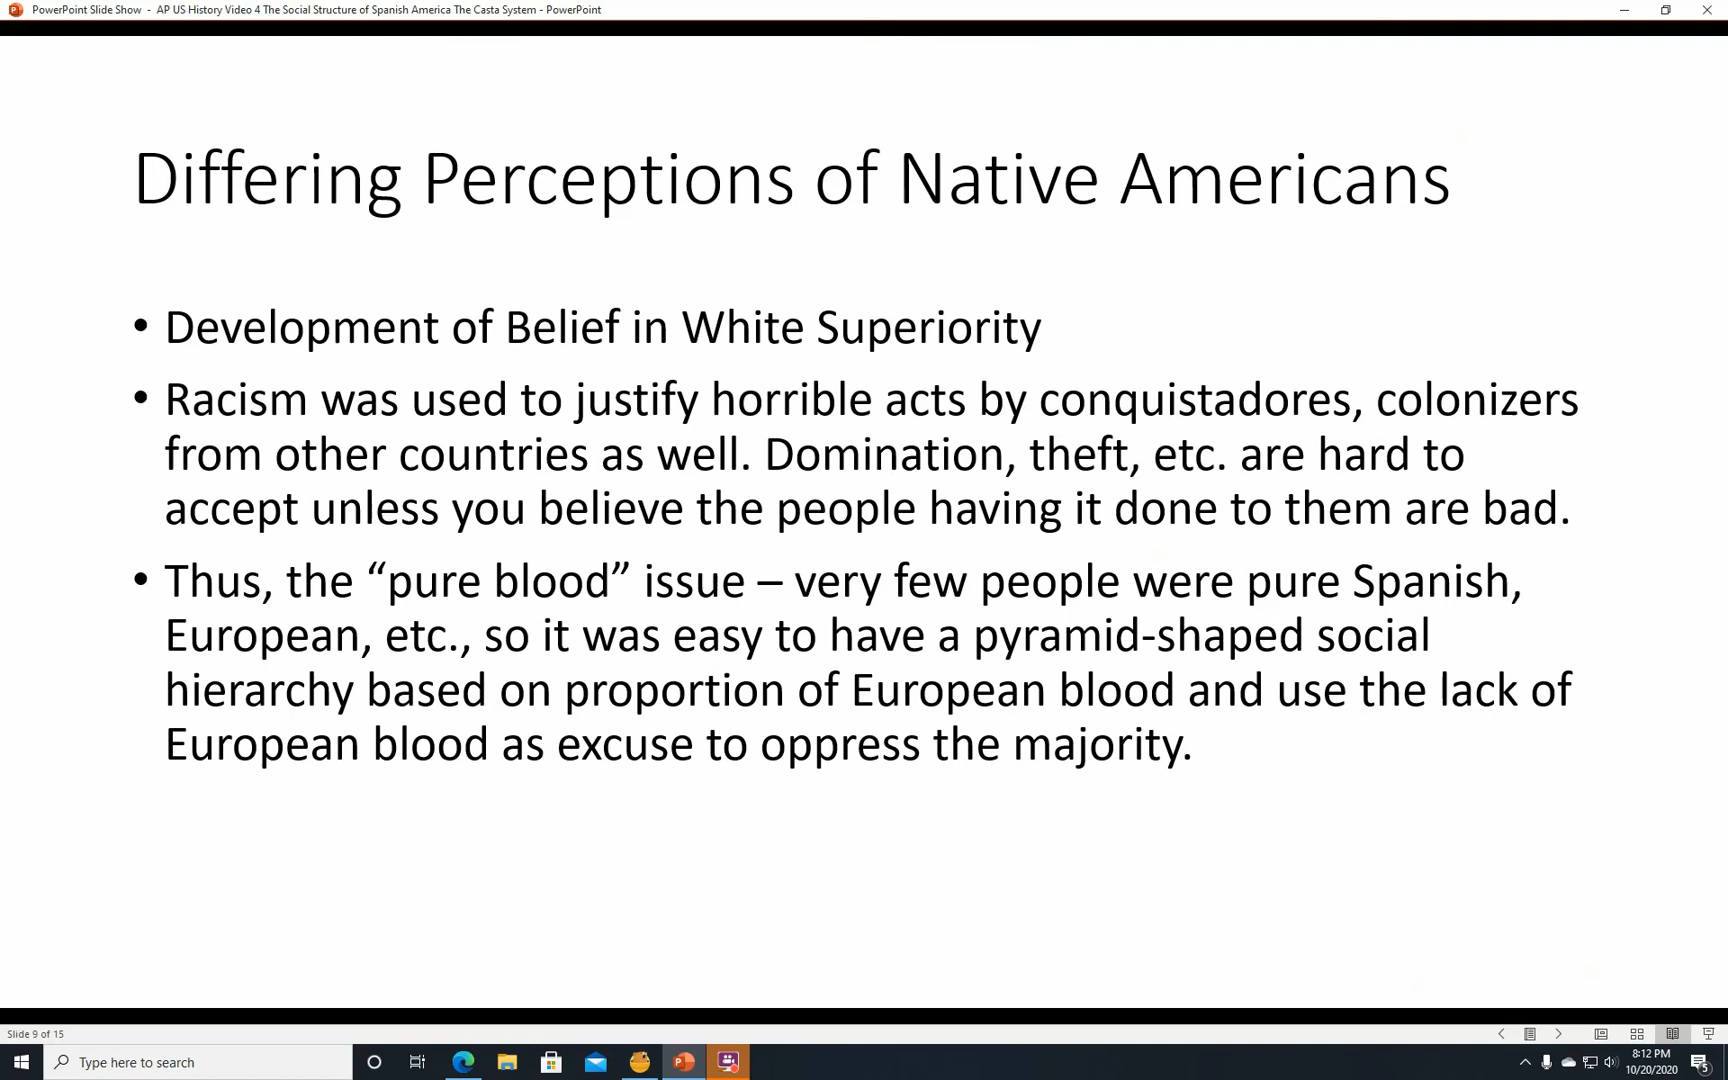 PowerPoint Slide Show - AP US History Video 4 The Social Structure of Spanish America The Casta System - PowerPoint
Differing Perceptions of Native Americans
• Development of Belief in White Superiority
• Racism was used to justify horrible acts by conquistadores, colonizers
from other countries as well. Domination, theft, etc. are hard to
accept unless you believe the people having it done to them are bad.
• Thus, the “pure blood” issue – very few people were pure Spanish,
European, etc., so it was easy to have a pyramid-shaped social
hierarchy based on proportion of European blood and use the lack of
European blood as excuse to oppress the majority.
Slide 9 of 15
Type here to search
8:12 PM
10/20/2020
5